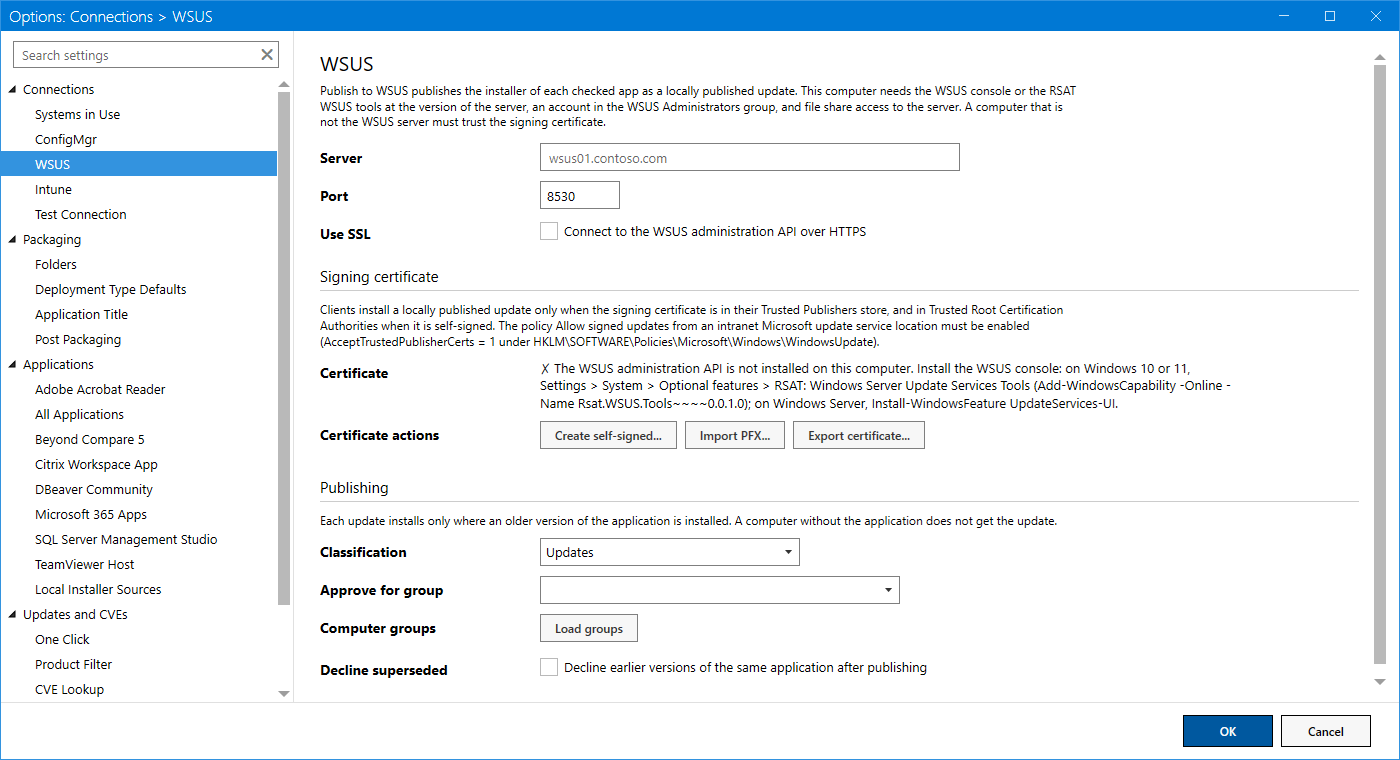 Options: Connections > WSUS
Search settings
Connections
Systems in Use
ConfigMgr
WSUS
Intune
Test Connection
Packaging
Folders
Deployment Type Defaults
Application Title
Post Packaging
Applications
Adobe Acrobat Reader
All Applications
Beyond Compare 5
Citrix Workspace App
DBeaver Community
Microsoft 365 Apps
SQL Server Management Studio
TeamViewer Host
Local Installer Sources
Updates and CVEs
One Click
Product Filter
CVE Lookup
WSUS
Publish to WSUS publishes the installer of each checked app as a locally published update. This computer needs the WSUS console or the RSAT
WSUS tools at the version of the server, an account in the WSUS Administrators group, and file share access to the server. A computer that is
not the WSUS server must trust the signing certificate.
Server
wsus01.contoso.com
Port
8530
Use SSL
Connect to the WSUS administration API over HTTPS
Signing certificate
Clients install a locally published update only when the signing certificate is in their Trusted Publishers store, and in Trusted Root Certification
Authorities when it is self-signed. The policy Allow signed updates from an intranet Microsoft update service location must be enabled
(AcceptTrustedPublisherCerts = 1 under HKLM\SOFTWARE\Policies\Microsoft\Windows\WindowsUpdate).
Certificate
✗ The WSUS administration API is not installed on this computer. Install the WSUS console: on Windows 10 or 11,
Settings > System > Optional features > RSAT: Windows Server Update Services Tools (Add-WindowsCapability -Online -
Name Rsat.WSUS.Tools~~~~0.0.1.0); on Windows Server, Install-WindowsFeature UpdateServices-UI.
Certificate actions
Create self-signed...
Import PFX...
Export certificate...
Publishing
Each update installs only where an older version of the application is installed. A computer without the application does not get the update.
Classification
Updates
Approve for group
Computer groups
Load groups
Decline superseded
Decline earlier versions of the same application after publishing
OK
Cancel